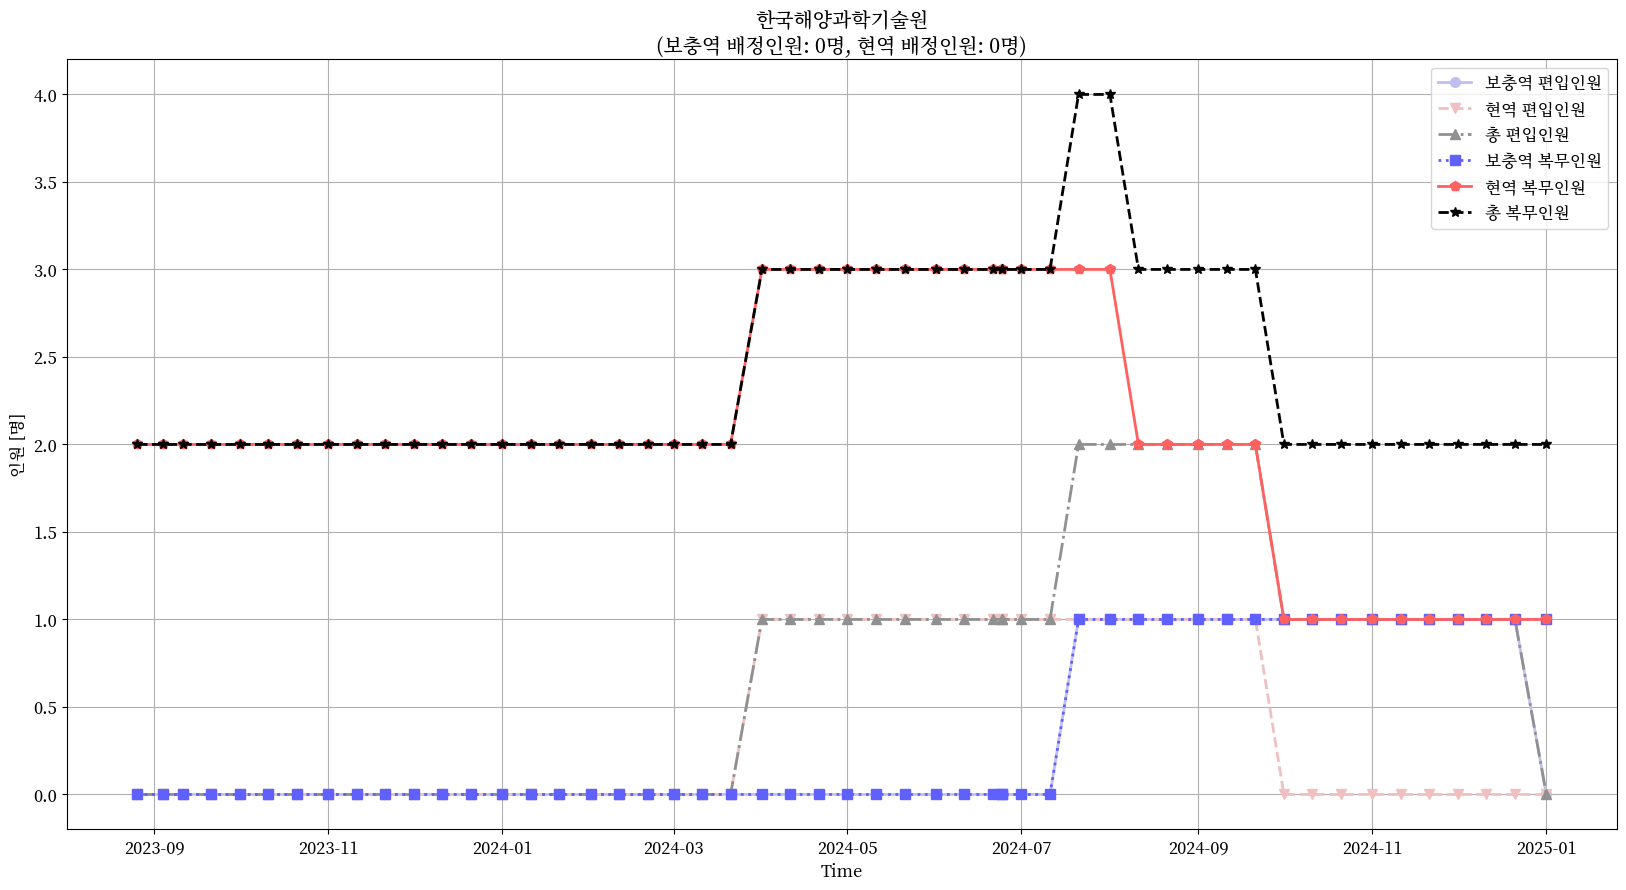 한국해양과학기술원
(보충역 배정인원: 0명, 현역 배정인원: 0명)
보충역 편입인원
현역 편입인원
총 편입인원
보충역 복무인원
현역 복무인원
총 복무인원
인원 [명]
4.0
3.5
3.0
2.5
2.0
1.5
1.0
0.5
0.0
2023-09
2023-11
2024-01
2024-03
2024-05
2024-07
2024-09
2024-11
2025-01
Time